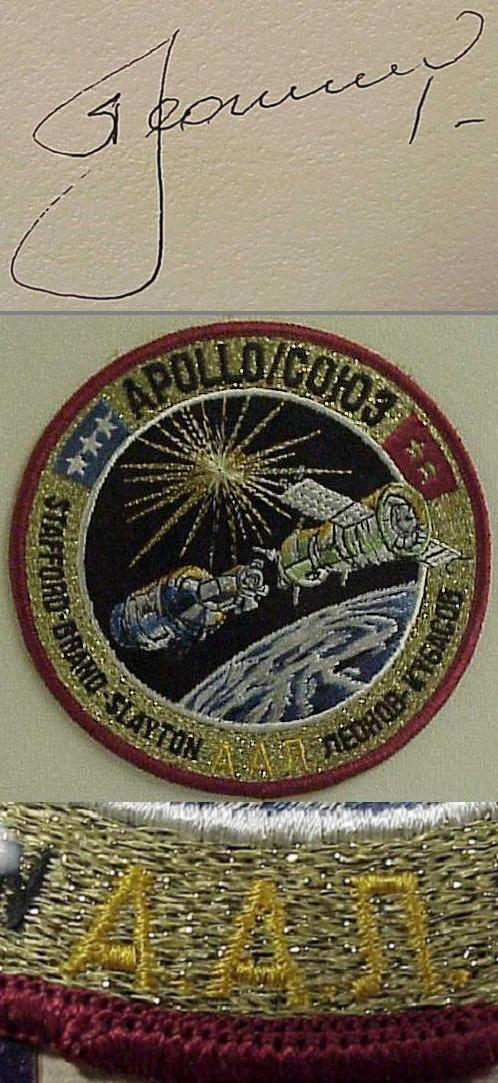 APOLLO/СОЮЗ
STAFFORD-BRAND-SLAYTON
А.А.Л.
ЛЕОНОВ-КУБАСОВ
А.А.Л.